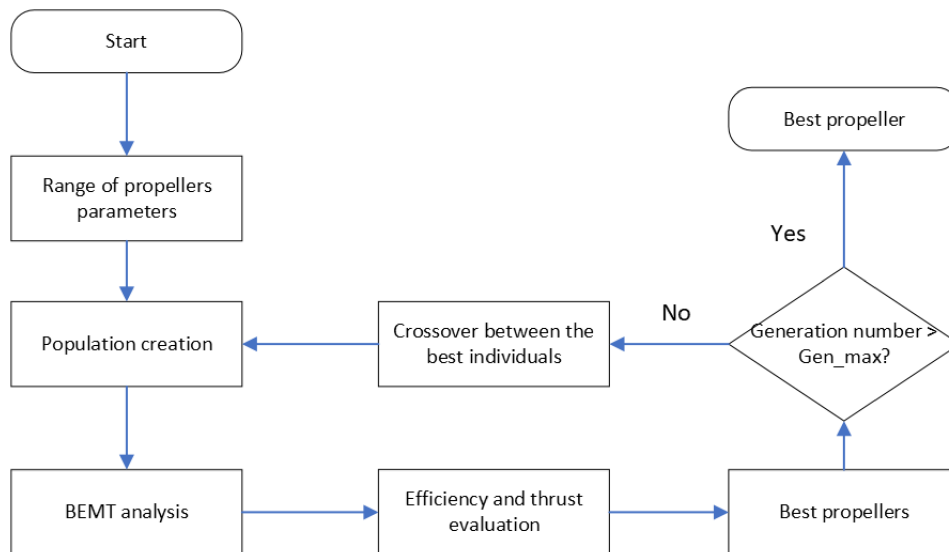 Start
Range of propellers
parameters
Population creation
BEMT analysis
Efficiency and thrust
evaluation
Best propellers
Generation number >
Gen_max?
No
Crossover between the
best individuals
Yes
Best propeller